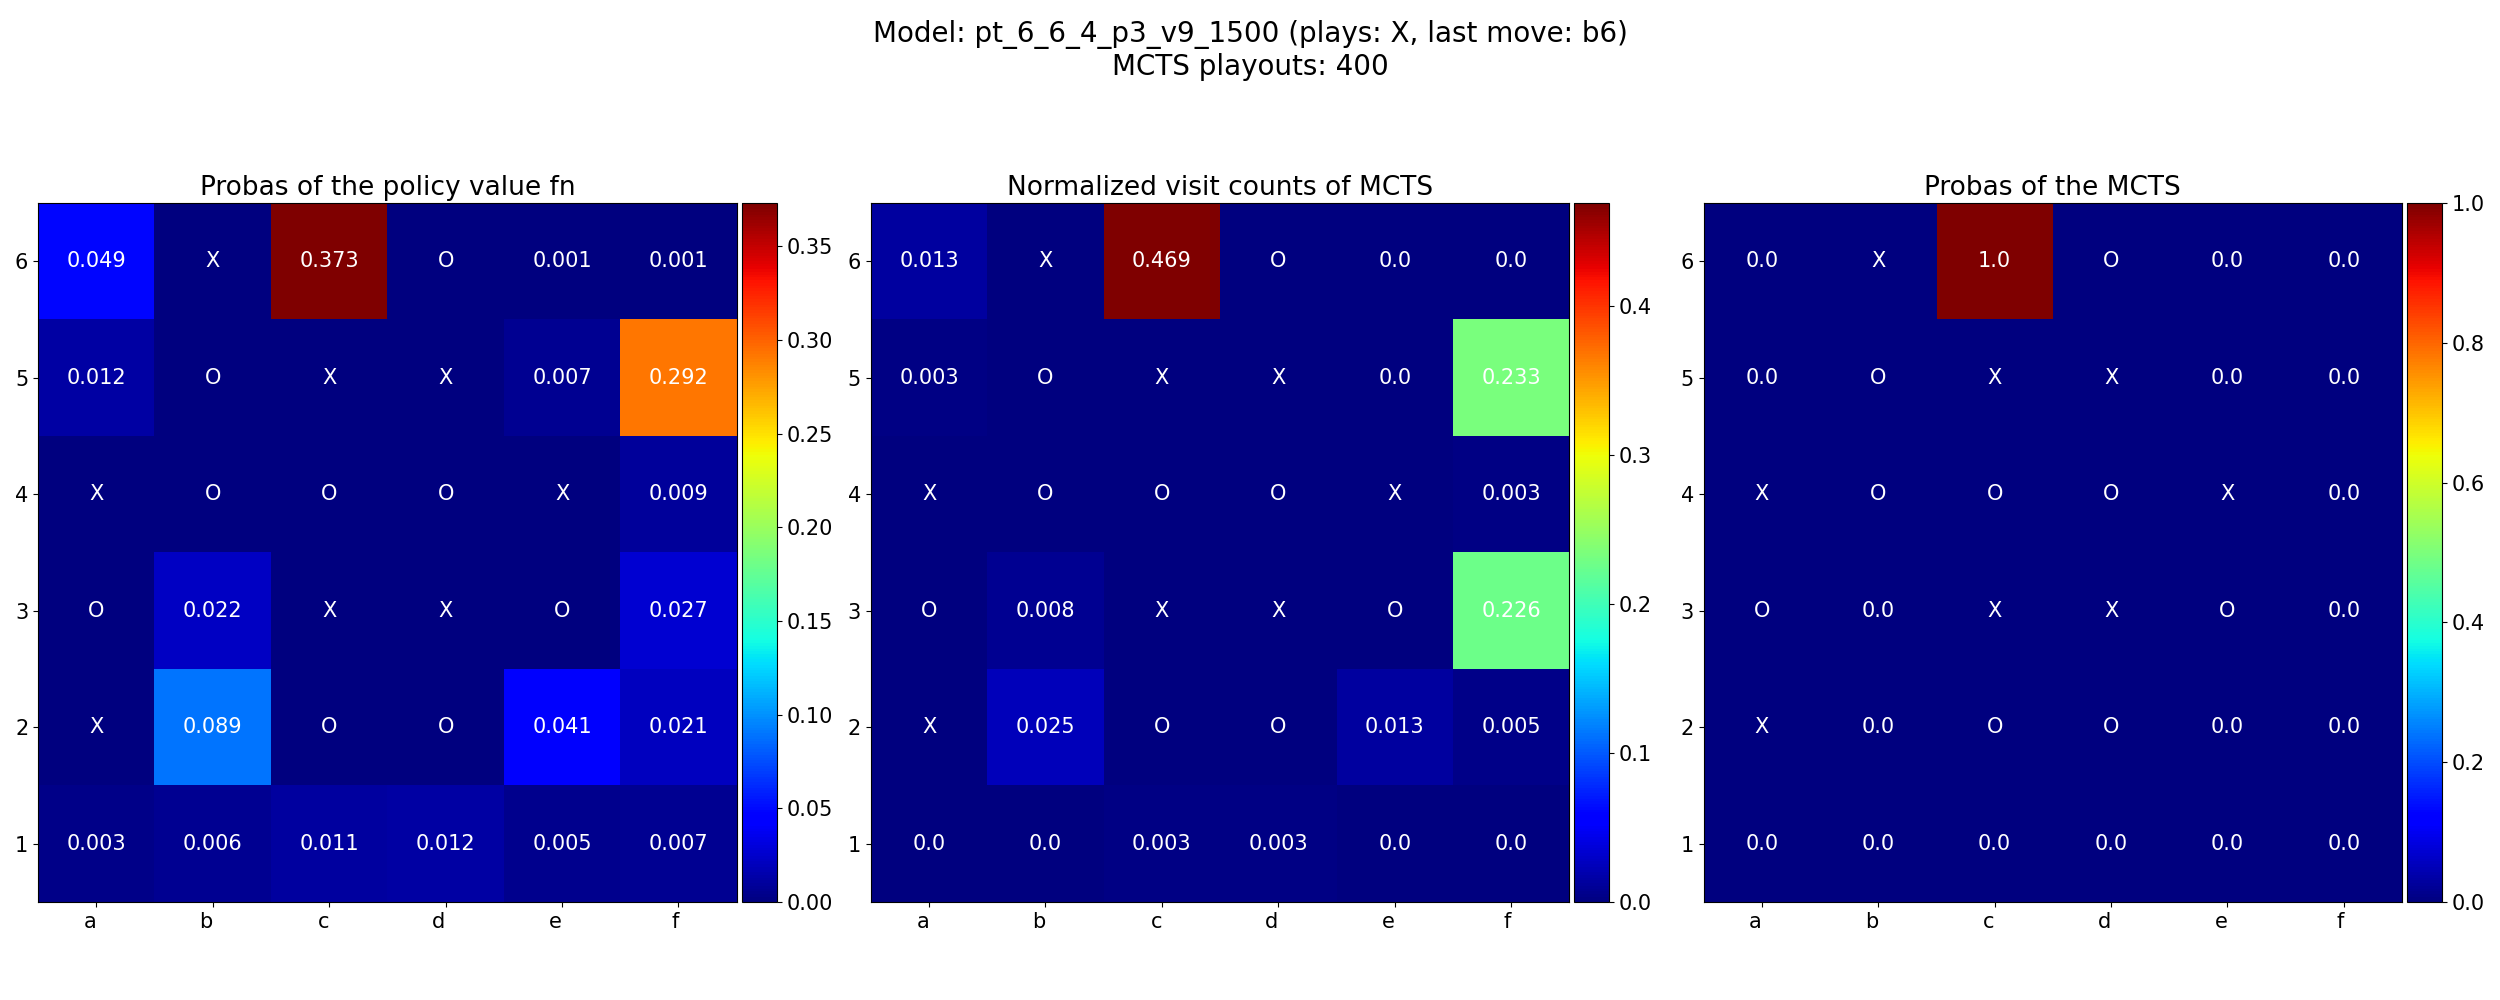 Model: pt_6_6_4_p3_v9_1500 (plays: X, last move: b6)
MCTS playouts: 400
Probas of the policy value fn
6 0.049 X 0.373 O 0.001 0.001
5 0.012 O X X 0.007 0.292
4 X O O O X 0.009
3 O 0.022 X X O 0.027
2 X 0.089 O O 0.041 0.021
1 0.003 0.006 0.011 0.012 0.005 0.007
a b c d e f
0.35
0.30
0.25
0.20
0.15
0.10
0.05
0.00
Normalized visit counts of MCTS
6 0.013 X 0.469 O 0.0 0.0
5 0.003 O X X 0.0 0.233
4 X O O O X 0.003
3 O 0.008 X X O 0.226
2 X 0.025 O O 0.013 0.005
1 0.0 0.0 0.003 0.003 0.0 0.0
a b c d e f
0.4
0.3
0.2
0.1
0.0
Probas of the MCTS
6 0.0 X 1.0 O 0.0 0.0
5 0.0 O X X 0.0 0.0
4 X O O O X 0.0
3 O 0.0 X X O 0.0
2 X 0.0 O O 0.0 0.0
1 0.0 0.0 0.0 0.0 0.0 0.0
a b c d e f
1.0
0.8
0.6
0.4
0.2
0.0